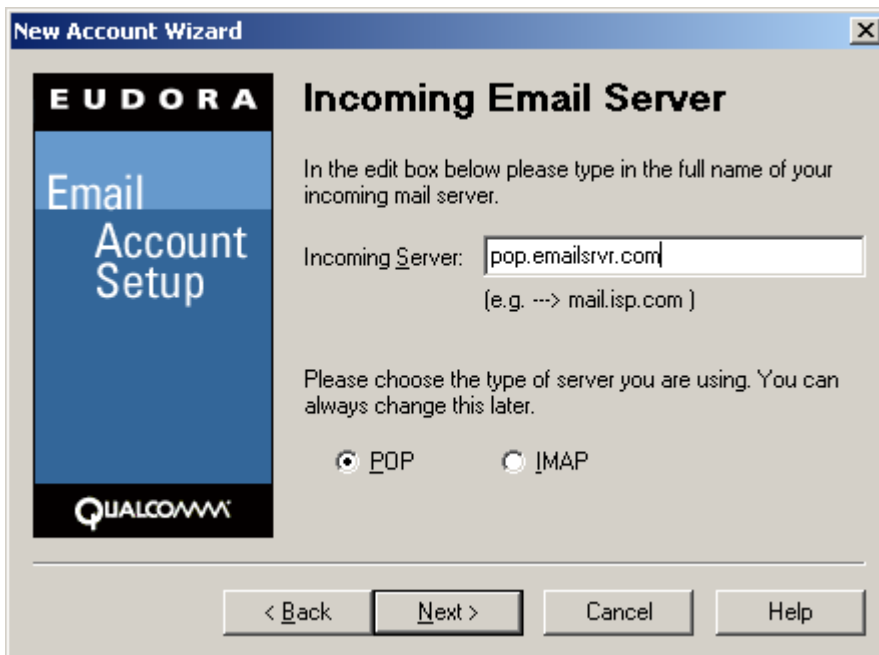 New Account Wizard
EUDORA
Email
Account
Setup
QUALCOMM
Incoming Email Server
In the edit box below please type in the full name of your
incoming mail server.
Incoming Server: pop.emailsrvr.com
(e.g. ---> mail.isp.com )
Please choose the type of server you are using. You can
always change this later.
POP IMAP
< Back Next > Cancel Help